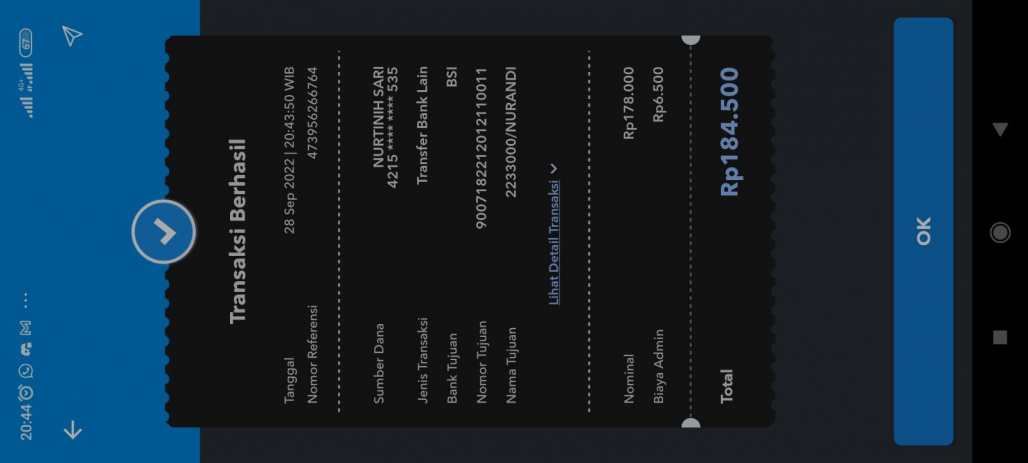 20:44 ... 4G+ 67
Transaksi Berhasil
Tanggal 28 Sep 2022 | 20:43:50 WIB
Nomor Referensi 473956266764
Sumber Dana NURTINIH SARI
4215 **** **** 535
Jenis Transaksi Transfer Bank Lain
Bank Tujuan BSI
Nomor Tujuan 9007182212012110011
Nama Tujuan 2233000/NURANDI
Lihat Detail Transaksi
Nominal Rp178.000
Biaya Admin Rp6.500
Total Rp184.500
OK